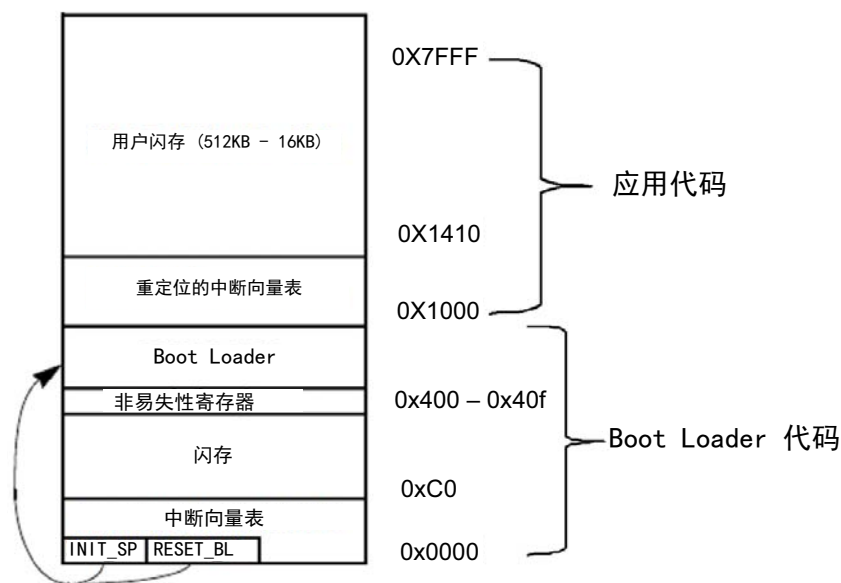 0X7FFF
用户闪存 (512KB - 16KB)
应用代码
0X1410
重定位的中断向量表
0X1000
Boot Loader
非易失性寄存器
0x400 – 0x40f
Boot Loader 代码
闪存
0xC0
中断向量表
INIT_SP
RESET_BL
0x0000